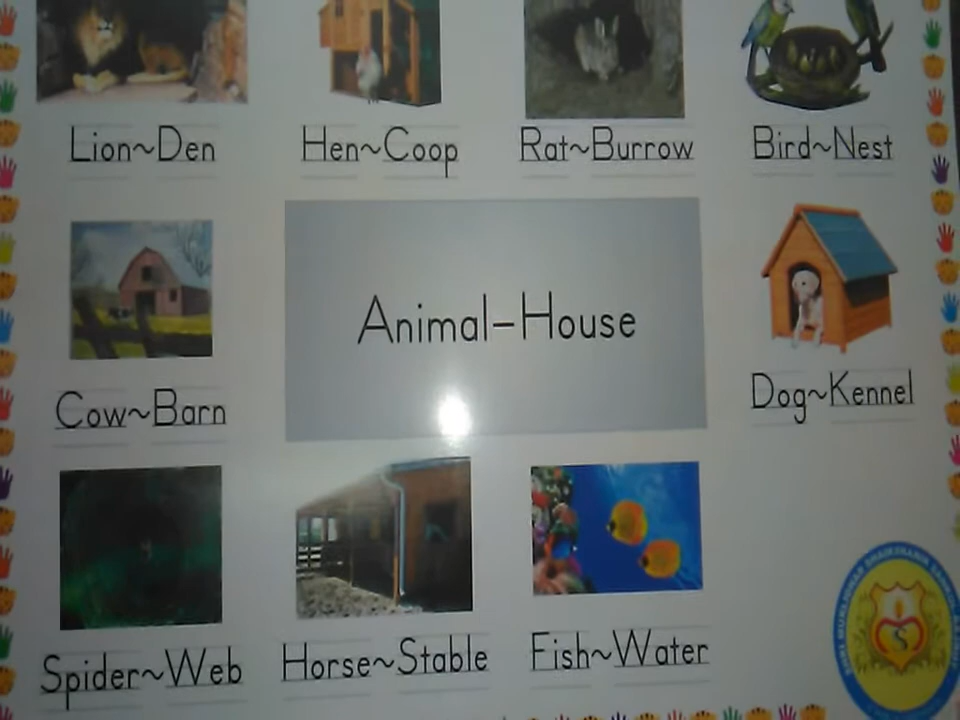 Lion~Den
Hen~Coop
Rat~Burrow
Bird~Nest
Animal-House
Cow~Barn
Dog~Kennel
Spider~Web
Horse~Stable
Fish~Water